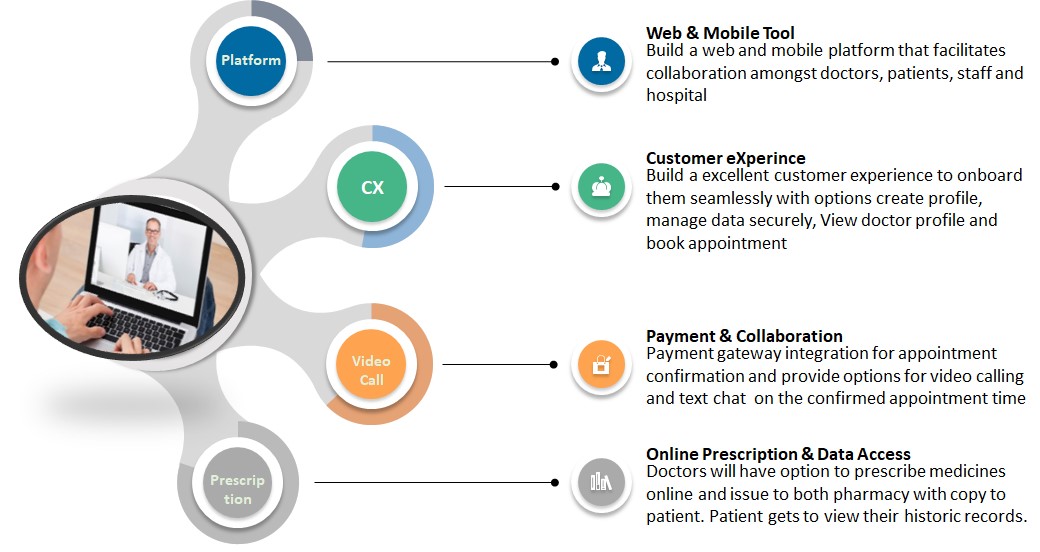 Platform
Web & Mobile Tool
Build a web and mobile platform that facilitates
collaboration amongst doctors, patients, staff and
hospital
CX
Customer eXperince
Build a excellent customer experience to onboard
them seamlessly with options create profile,
manage data securely, View doctor profile and
book appointment
Video
Call
Payment & Collaboration
Payment gateway integration for appointment
confirmation and provide options for video calling
and text chat on the confirmed appointment time
Prescrip
tion
Online Prescription & Data Access
Doctors will have option to prescribe medicines
online and issue to both pharmacy with copy to
patient. Patient gets to view their historic records.